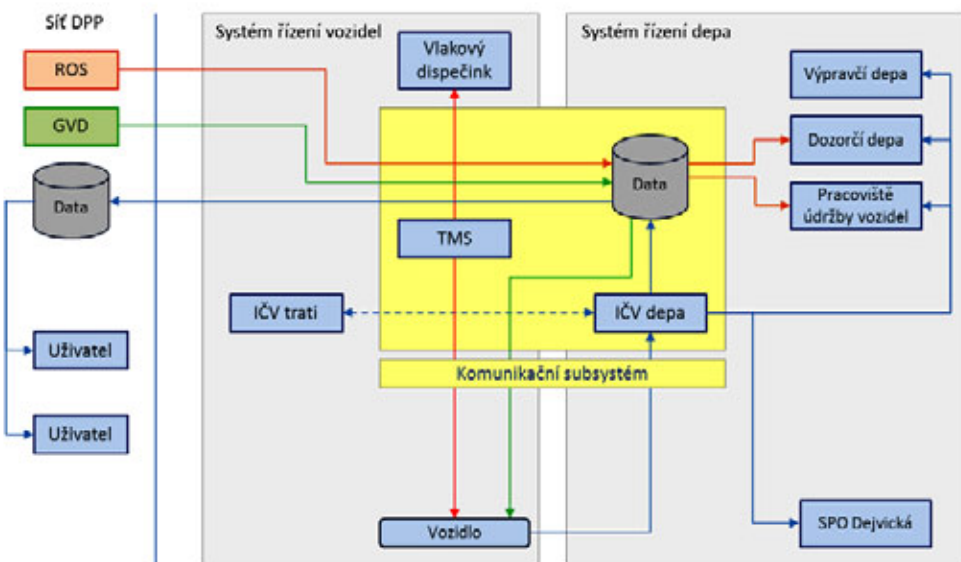 Síť DPP
ROS
GVD
Data
Uživatel
Uživatel
Systém řízení vozidel
Vlakový
dispečink
TMS
IČV trati
Vozidlo
Data
IČV depa
Komunikační subsystém
Systém řízení depa
Výpravčí depa
Dozorčí depa
Pracoviště
údržby vozidel
SPO Dejvická